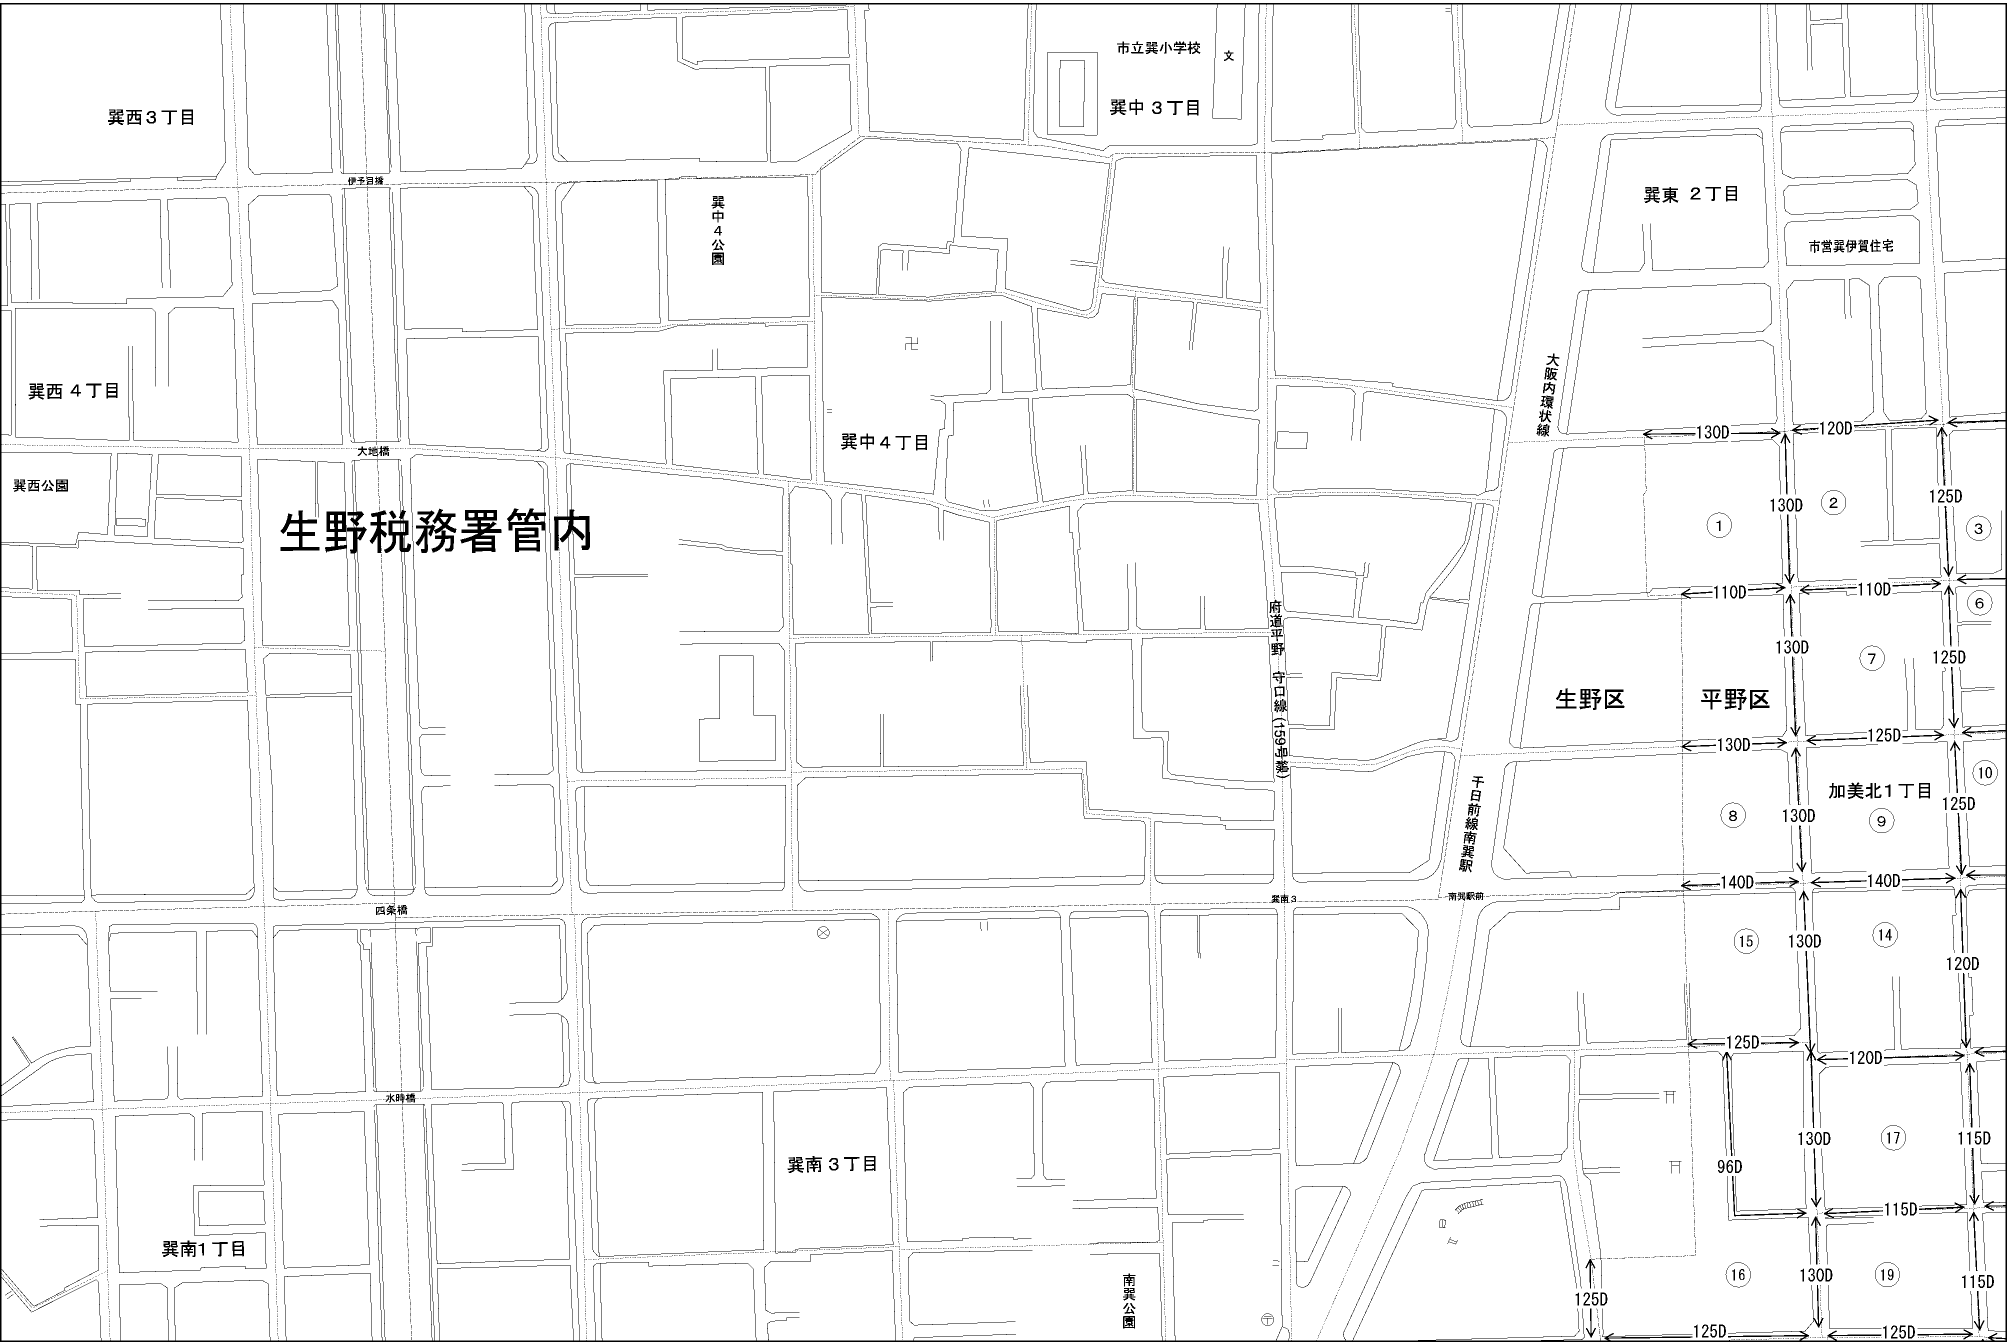 市立巽小学校
文
巽西3丁目
巽中 3丁目
伊予目橋
巽東 2丁目
巽中4公園
市営巽伊賀住宅
大阪内環状線
巽西 4丁目
巽中 4丁目
大地橋
130D
120D
巽西公園
生野税務署管内
130D
125D
①
②
③
110D
110D
⑥
府道平野 守口線 (159号線)
130D
125D
⑦
生野区
平野区
130D
125D
千日前線南巽駅
加美北1丁目
⑩
⑧
130D
⑨
125D
140D
140D
四条橋
巽南3
南巽駅前
⑮
130D
⑭
120D
125D
120D
水時橋
巽南 3丁目
96D
130D
⑰
115D
115D
巽南1丁目
南巽公園
125D
⑯
130D
⑲
115D
125D
125D